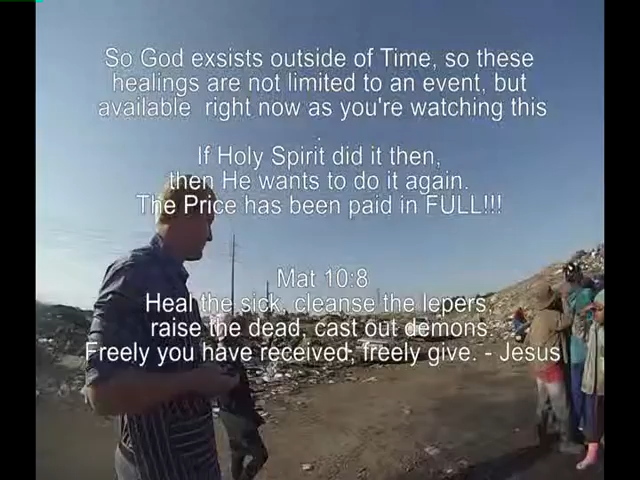 So God exsists outside of Time, so these
healings are not limited to an event, but
available right now as you're watching this
.
If Holy Spirit did it then,
then He wants to do it again.
The Price has been paid in FULL!!!
Mat 10:8
Heal the sick, cleanse the lepers,
raise the dead, cast out demons.
Freely you have received, freely give. - Jesus